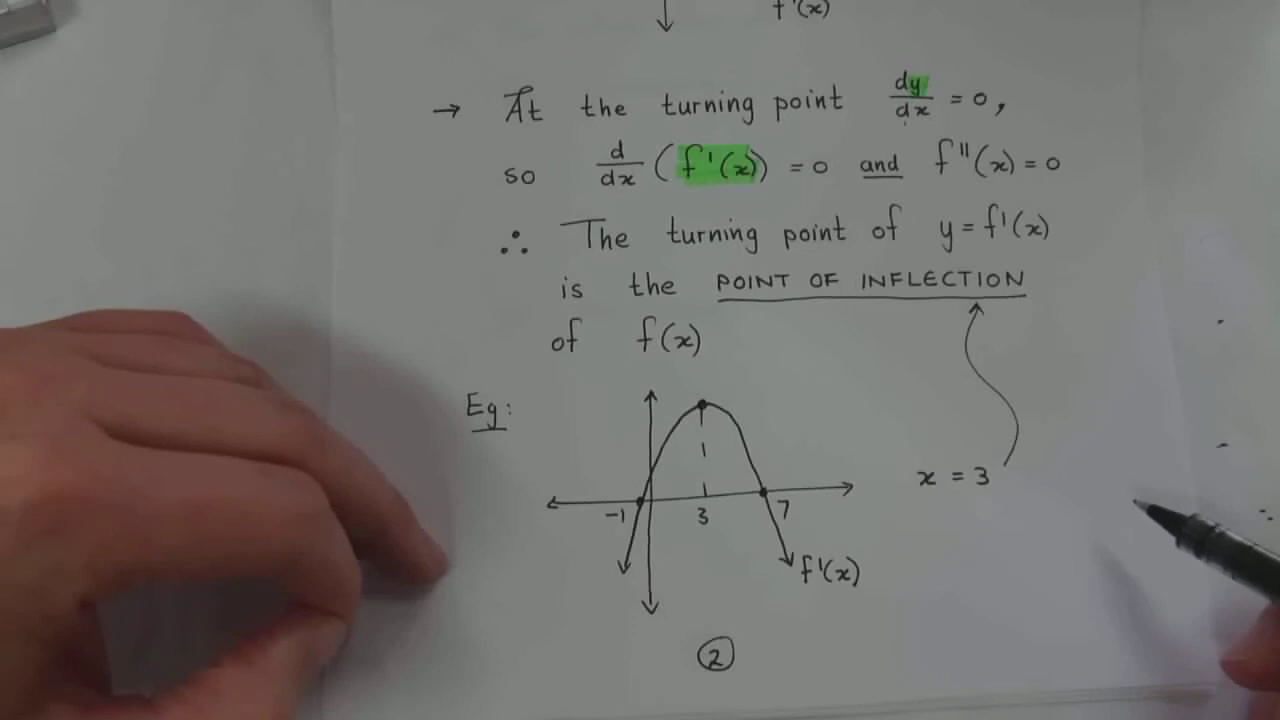 f'(x)
→ At the turning point dy/dx = 0,
so d/dx (f'(x)) = 0 and f''(x) = 0
∴ The turning point of y = f'(x)
is the POINT OF INFLECTION
of f(x)
Eg:
x = 3
-1 3 7
f'(x)
2